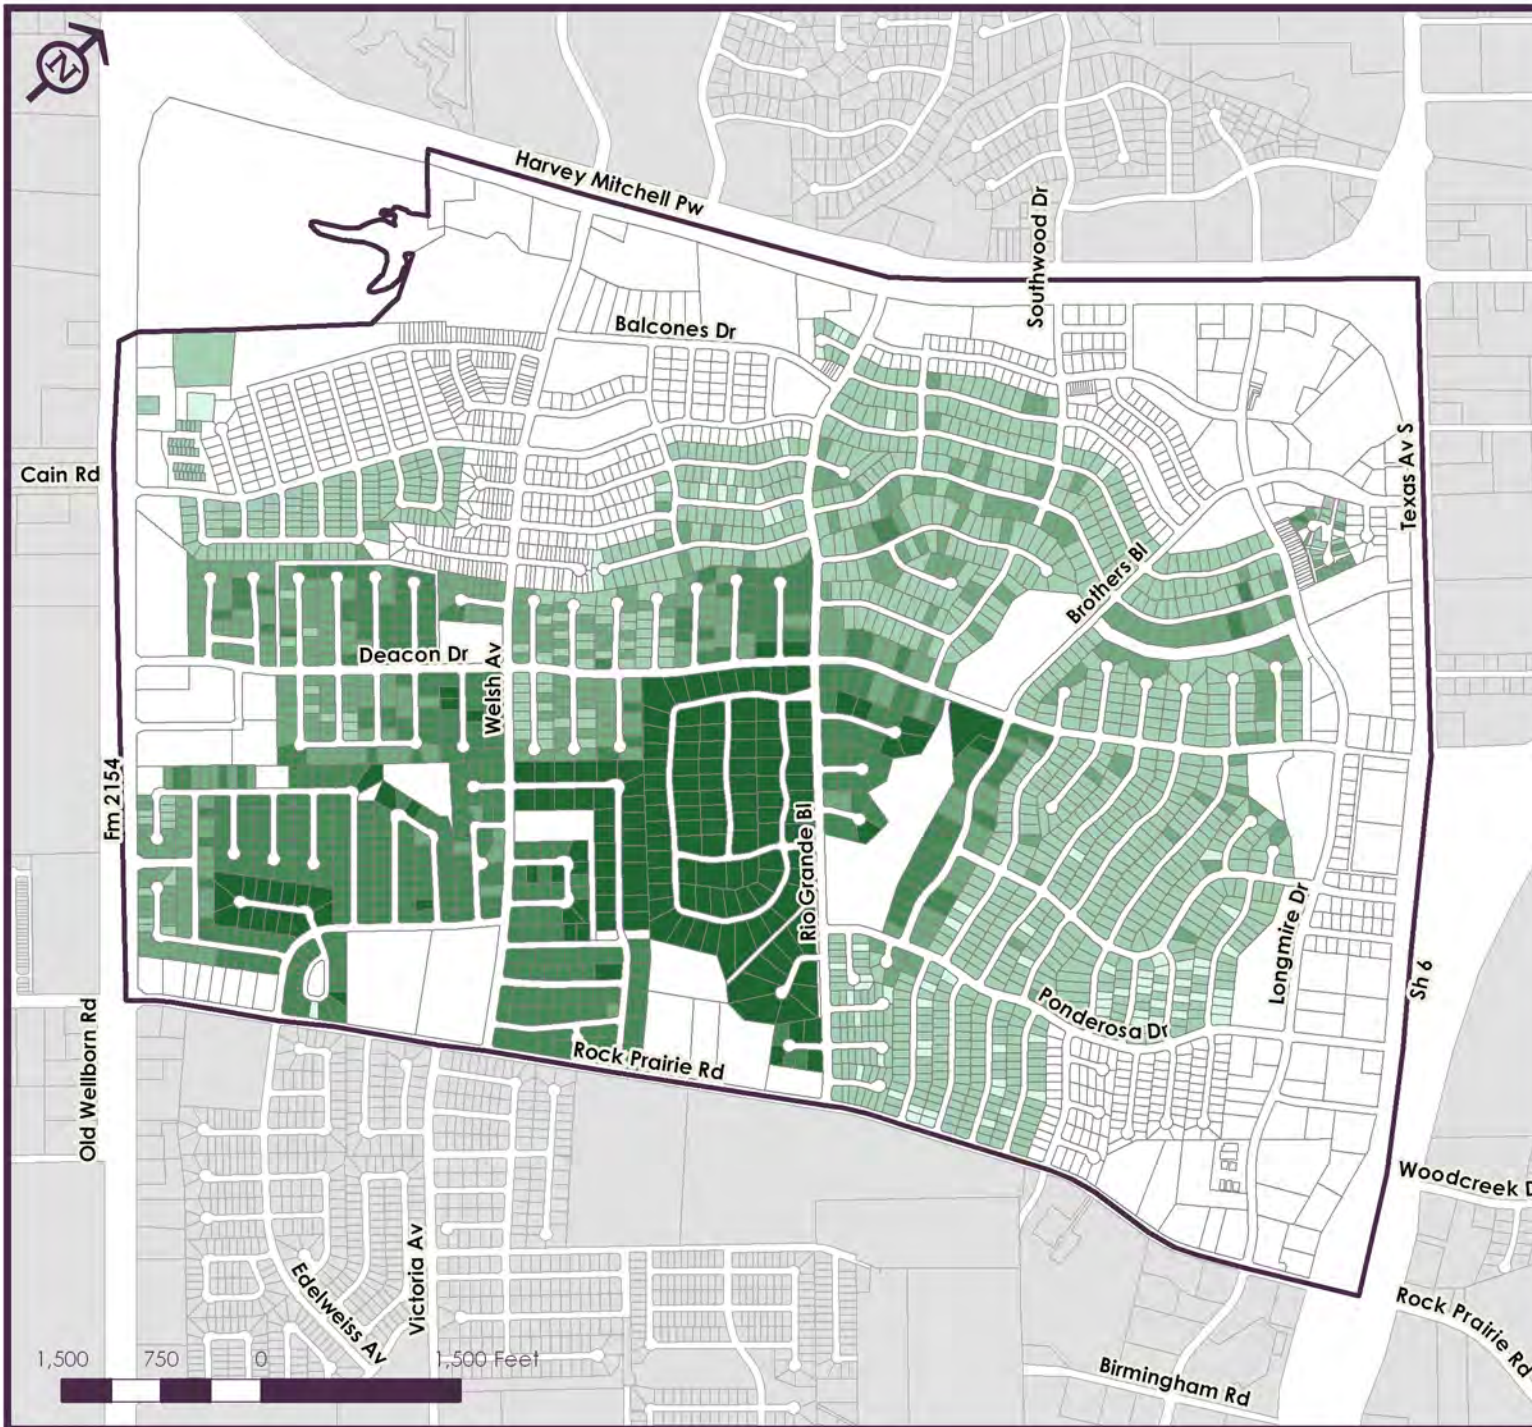 N
Harvey Mitchell Pw
Southwood Dr
Balcones Dr
Texas Av S
Cain Rd
Brothers Bl
Deacon Dr
Welsh Av
Fm 2154
Rio Grande Bl
Longmire Dr
Sh 6
Ponderosa Dr
Old Wellborn Rd
Rock Prairie Rd
Woodcreek D
Victoria Av
Edelweiss Av
Rock Prairie Rd
Birmingham Rd
1,500 750 0 1,500 Feet